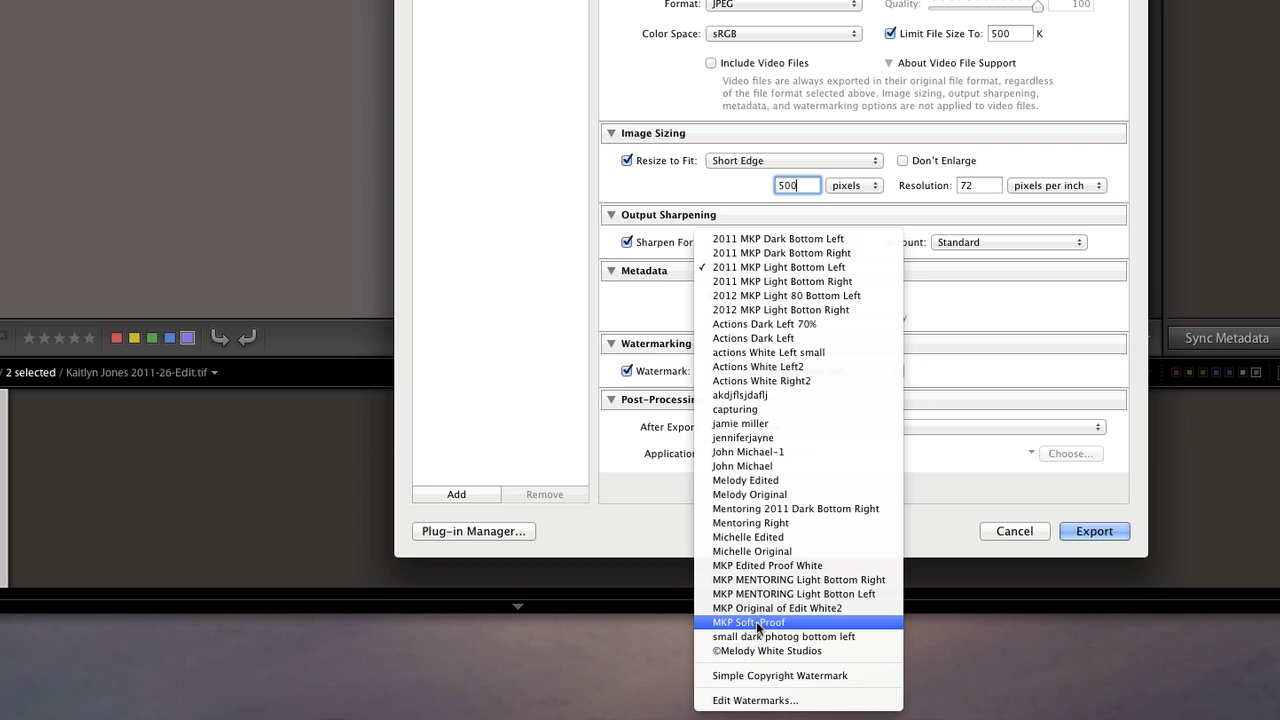 Format: JPEG Quality: 100
Color Space: sRGB Limit File Size To: 500 K
Include Video Files About Video File Support
Video files are always exported in their original file format, regardless
of the file format selected above. Image sizing, output sharpening,
metadata, and watermarking options are not applied to video files.
Image Sizing
Resize to Fit: Short Edge Don't Enlarge
500 pixels Resolution: 72 pixels per inch
Output Sharpening
Sharpen For Standard
Metadata
Watermarking
Watermark:
After
Choose...
2011 MKP Dark Bottom Left
2011 MKP Dark Bottom Right
✓ 2011 MKP Light Bottom Left
2011 MKP Light Bottom Right
2012 MKP Light 80 Bottom Left
2012 MKP Light Botton Right
Actions Dark Left 70%
Actions Dark Left
actions White Left small
Actions White Left2
Actions White Right2
akdjflsjdaflj
capturing
jamie miller
jenniferjayne
John Michael-1
John Michael
Melody Edited
Melody Original
Mentoring 2011 Dark Bottom Right
Mentoring Right
Michelle Edited
Michelle Original
MKP Edited Proof White
MKP MENTORING Light Bottom Right
MKP MENTORING Light Botton Left
MKP Original of Edit White2
MKP Soft-Proof
small dark photog bottom left
©Melody White Studios
Simple Copyright Watermark
Edit Watermarks...
Add Remove
Plug-in Manager... Cancel Export
Sync Metadata
/ 2 selected / Kaitlyn Jones 2011-26-Edit.tif